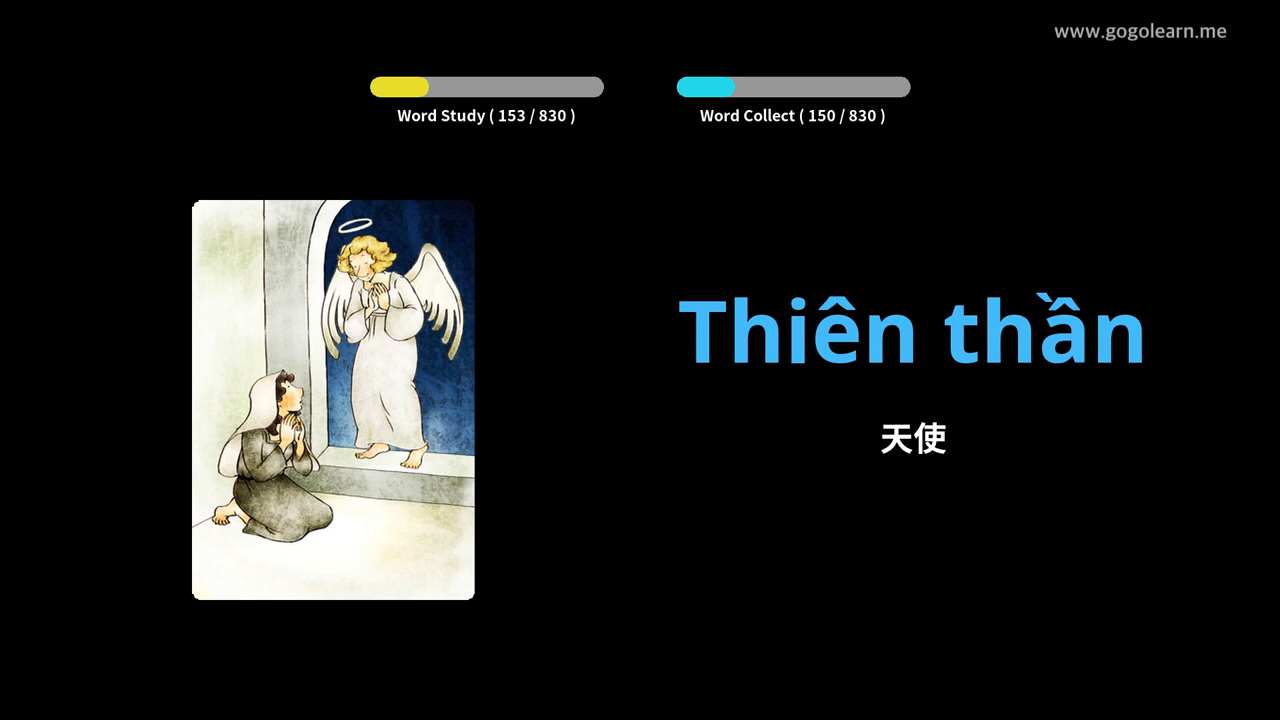 www.gogolearn.me
Word Study ( 153 / 830 )
Word Collect ( 150 / 830 )
Thiên thần
天使